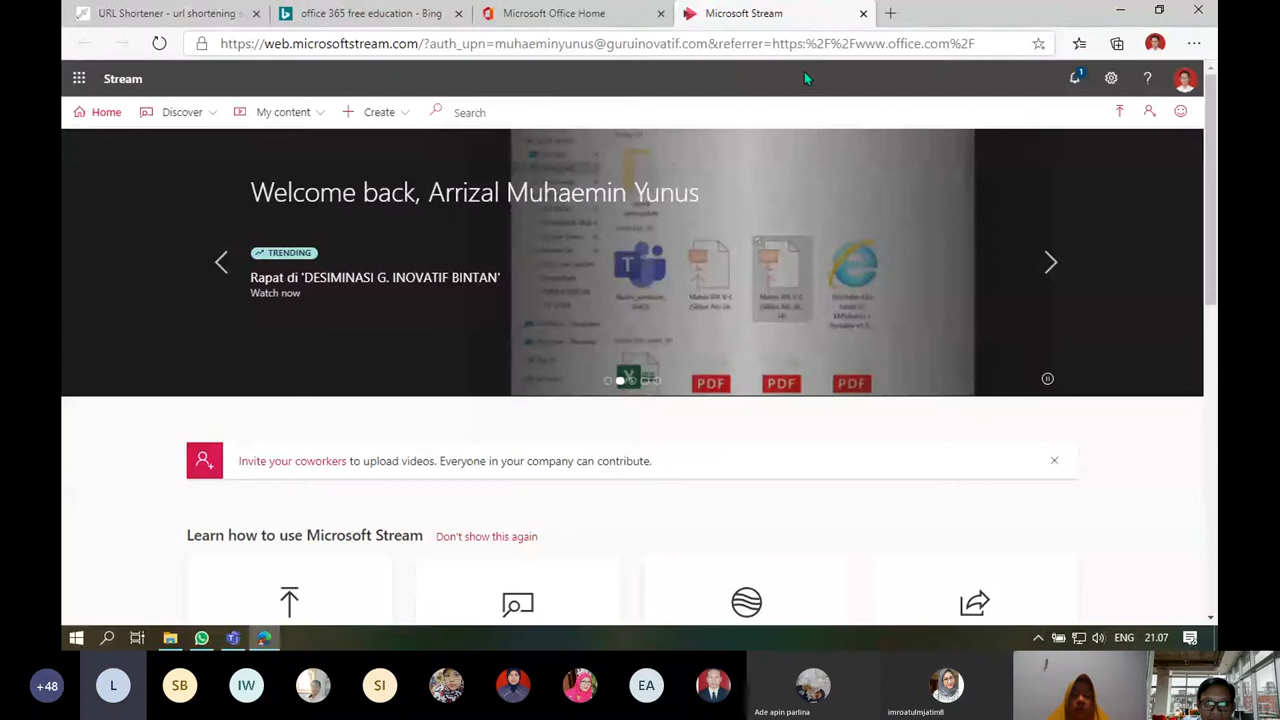 URL Shortener - url shortening s
office 365 free education - Bing
Microsoft Office Home
Microsoft Stream
https://web.microsoftstream.com/?auth_upn=muhaeminyunus@guruinovatif.com&referrer=https:%2F%2Fwww.office.com%2F
Stream
1
Home
Discover
My content
Create
Search
Welcome back, Arrizal Muhaemin Yunus
TRENDING
Rapat di 'DESIMINASI G. INOVATIF BINTAN'
Watch now
PDF
PDF
PDF
Invite your coworkers to upload videos. Everyone in your company can contribute.
Learn how to use Microsoft Stream
Don't show this again
ENG
21.07
+48
L
SB
IW
SI
EA
Ade apin parlina
imroatulmjatim8